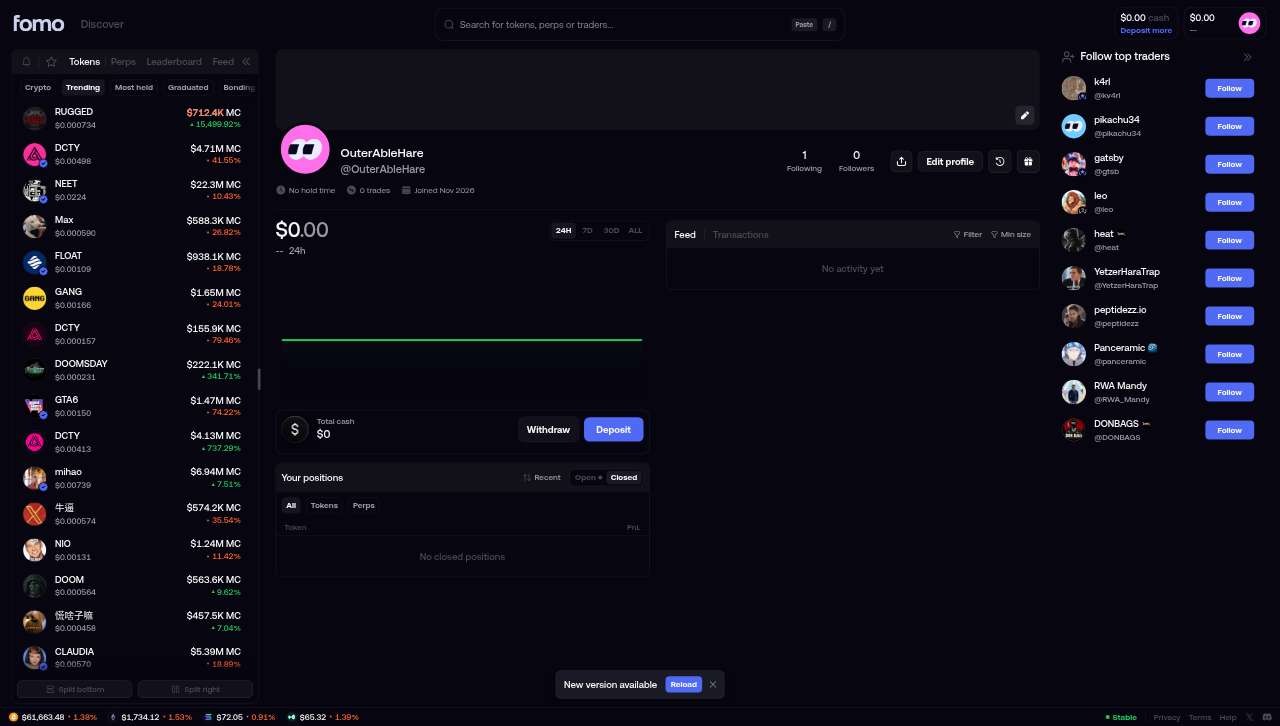 fomo
Discover
Search for tokens, perps or traders...
Paste
/
$0.00 cash
Deposit more
$0.00
--
Tokens
Perps
Leaderboard
Feed
Crypto
Trending
Most held
Graduated
Bonding
RUGGED
$0.000734
$712.4K MC
15,499.92%
DCTY
$0.00498
$4.71M MC
41.55%
NEET
$0.0224
$22.3M MC
10.43%
Max
$0.000590
$588.3K MC
26.82%
FLOAT
$0.00109
$938.1K MC
18.78%
GANG
$0.00166
$1.65M MC
24.01%
DCTY
$0.000157
$155.9K MC
79.46%
DOOMSDAY
$0.000231
$222.1K MC
341.71%
GTA6
$0.00150
$1.47M MC
74.22%
DCTY
$0.00413
$4.13M MC
737.29%
mihao
$0.00739
$6.94M MC
7.51%
牛逼
$0.000574
$574.2K MC
35.54%
NIO
$0.00131
$1.24M MC
11.42%
DOOM
$0.000564
$563.6K MC
9.62%
慌啥子嘛
$0.000458
$457.5K MC
7.04%
CLAUDIA
$0.00570
$5.39M MC
18.89%
Split bottom
Split right
OuterAbleHare
@OuterAbleHare
No hold time
0 trades
Joined Nov 2026
1
Following
0
Followers
Edit profile
$0.00
-- 24h
24H
7D
30D
ALL
Total cash
$0
Withdraw
Deposit
Your positions
Recent
Open
Closed
All
Tokens
Perps
Token
PnL
No closed positions
Feed
Transactions
Filter
Min size
No activity yet
Follow top traders
k4rl
@kv4rl
Follow
pikachu34
@pikachu34
Follow
gatsby
@gtsb
Follow
leo
@leo
Follow
heat
@heat
Follow
YetzerHaraTrap
@YetzerHaraTrap
Follow
peptidezz.io
@peptidezz
Follow
Panceramic
@panceramic
Follow
RWA Mandy
@RWA_Mandy
Follow
DONBAGS
@DONBAGS
Follow
New version available
Reload
$61,663.48
1.38%
$1,734.12
1.53%
$72.05
0.91%
$65.32
1.39%
Stable
Privacy
Terms
Help